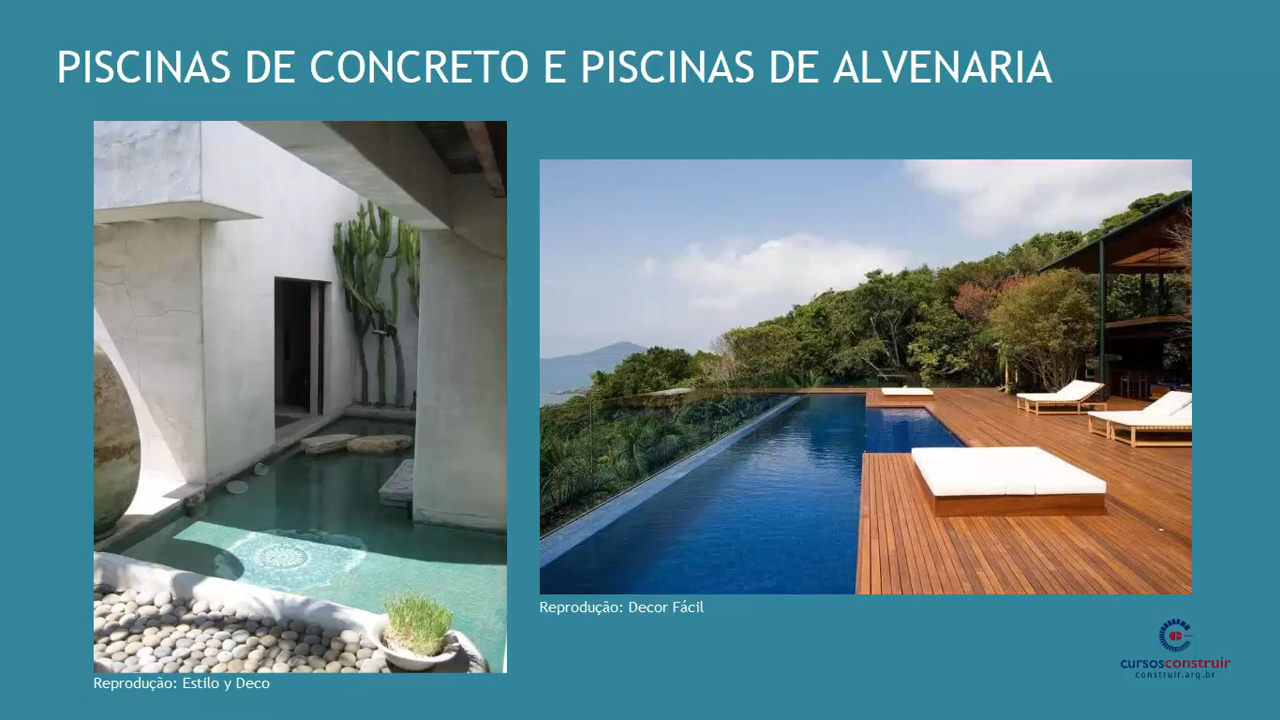 PISCINAS DE CONCRETO E PISCINAS DE ALVENARIA
Reprodução: Decor Fácil
cursosconstruir
construir.arq.br
Reprodução: Estilo y Deco